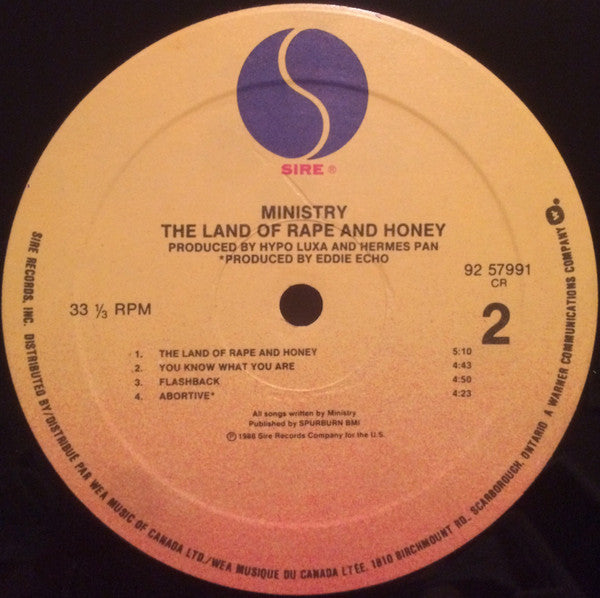 SIRE ®
MINISTRY
THE LAND OF RAPE AND HONEY
PRODUCED BY HYPO LUXA AND HERMES PAN
*PRODUCED BY EDDIE ECHO
92 57991
CR
33 ⅓ RPM
2
1. THE LAND OF RAPE AND HONEY 5:10
2. YOU KNOW WHAT YOU ARE 4:43
3. FLASHBACK 4:50
4. ABORTIVE* 4:23
All songs written by Ministry
Published by SPURBURN BMI
Ⓟ 1988 Sire Records Company for the U.S.
SIRE RECORDS, INC. DISTRIBUTED BY/DISTRIBUÉ PAR WEA MUSIC OF CANADA LTD./WEA MUSIQUE DU CANADA LTÉE. 1810 BIRCHMOUNT RD. SCARBOROUGH, ONTARIO A WARNER COMMUNICATIONS COMPANY